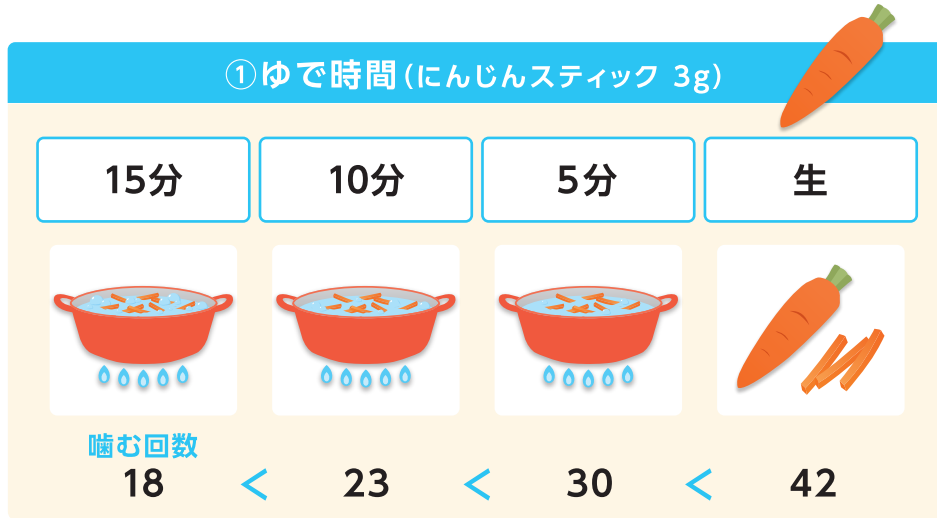 ①ゆで時間（にんじんスティック 3g）
15分 10分 5分 生
噛む回数
18 < 23 < 30 < 42